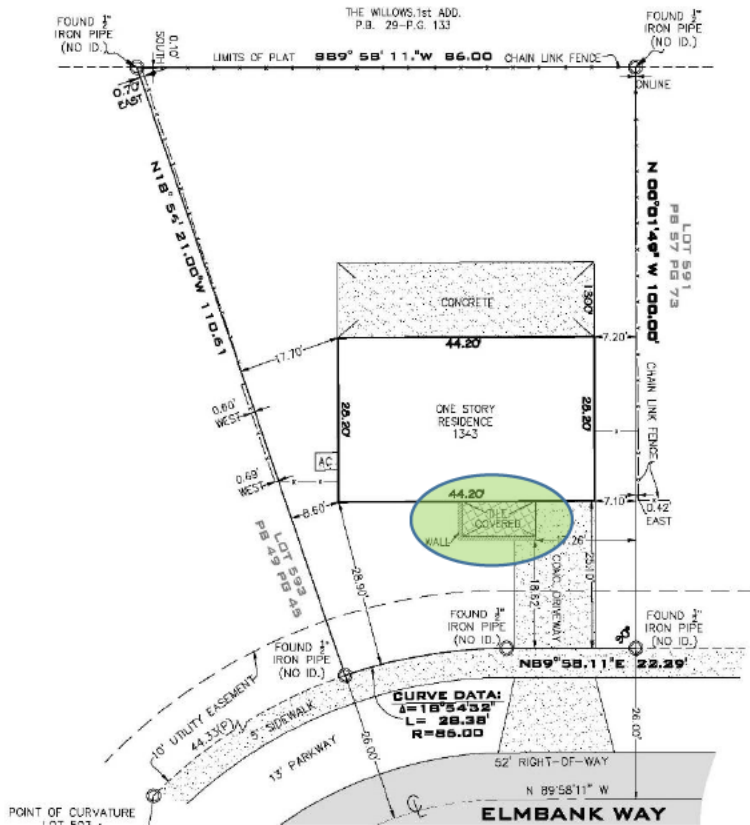 THE WILLOWS.1st ADD.
P.B. 29-P.G. 133
FOUND ½"
IRON PIPE
(NO ID.)
FOUND ½"
IRON PIPE
(NO ID.)
0.10'
SOUTH
LIMITS OF PLAT
S89° 58' 11."W 86.00
CHAIN LINK FENCE
0.70'
EAST
ONLINE
N18° 54' 21.00"W 110.61
N 00°01'49" W 100.00'
LOT 591
PB 57 PG 73
CONCRETE
1300'
44.20'
7.20'
17.70'
0.60'
WEST
28.20'
ONE STORY
RESIDENCE
1343
28.20'
CHAIN LINK FENCE
AC
0.69'
WEST
44.20'
7.10'
0.42'
EAST
8.60'
TILE
COVERED
WALL
17.26'
LOT 593
PB 49 PG 45
28.90'
18.62'
CONC. DRIVEWAY
25.10'
FOUND ½"
IRON PIPE
(NO ID.)
FOUND ½"
IRON PIPE
(NO ID.)
FOUND ½"
IRON PIPE
(NO ID.)
N89°58.11"E 22.29'
10' UTILITY EASEMENT
44.33(P)
5' SIDEWALK
13' PARKWAY
CURVE DATA:
Δ=18°54'32"
L= 28.38'
R=86.00
26.00'
26.00'
52' RIGHT-OF-WAY
N 89°58'11" W
ELMBANK WAY
POINT OF CURVATURE